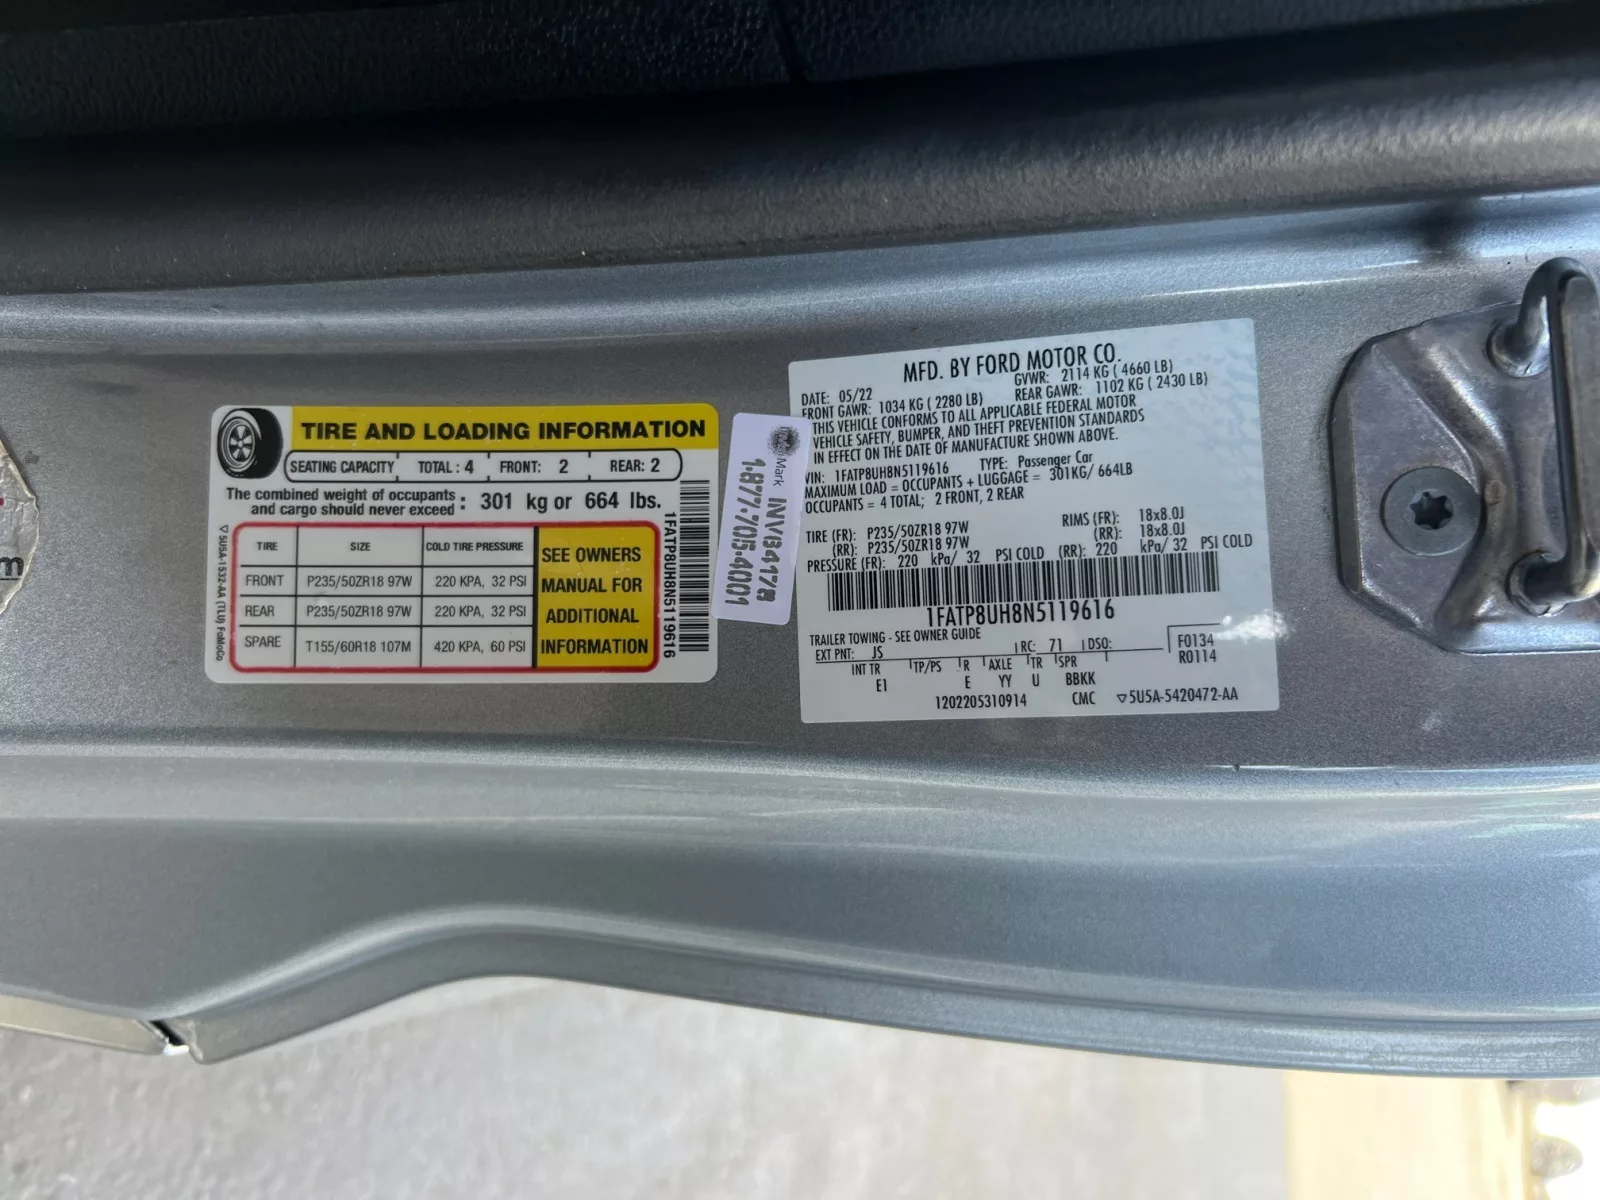 TIRE AND LOADING INFORMATION
SEATING CAPACITY TOTAL : 4 FRONT: 2 REAR: 2
The combined weight of occupants and cargo should never exceed : 301 kg or 664 lbs.
TIRE SIZE COLD TIRE PRESSURE
FRONT P235/50ZR18 97W 220 KPA, 32 PSI
REAR P235/50ZR18 97W 220 KPA, 32 PSI
SPARE T155/60R18 107M 420 KPA, 60 PSI
SEE OWNERS
MANUAL FOR
ADDITIONAL
INFORMATION
1FATP8UH8N5119616
▽5U5A-1532-AA (TLU) FoMoCo
m
Mark
1-877-705-4001
MFD. BY FORD MOTOR CO.
DATE: 05/22 GVWR: 2114 KG ( 4660 LB)
FRONT GAWR: 1034 KG ( 2280 LB) REAR GAWR: 1102 KG ( 2430 LB)
THIS VEHICLE CONFORMS TO ALL APPLICABLE FEDERAL MOTOR
VEHICLE SAFETY, BUMPER, AND THEFT PREVENTION STANDARDS
IN EFFECT ON THE DATE OF MANUFACTURE SHOWN ABOVE.
VIN: 1FATP8UH8N5119616 TYPE: Passenger Car
MAXIMUM LOAD = OCCUPANTS + LUGGAGE = 301KG/ 664LB
OCCUPANTS = 4 TOTAL; 2 FRONT, 2 REAR
TIRE (FR): P235/50ZR18 97W RIMS (FR): 18x8.0J
(RR): P235/50ZR18 97W (RR): 18x8.0J
PRESSURE (FR): 220 kPa/ 32 PSI COLD (RR): 220 kPa/ 32 PSI COLD
1FATP8UH8N5119616
TRAILER TOWING - SEE OWNER GUIDE
EXT PNT: JS RC: 71 DSO: F0134
R0114
INT TR TP/PS R AXLE TR SPR
E1 E YY U BBKK
1202205310914 CMC ▽5U5A-5420472-AA